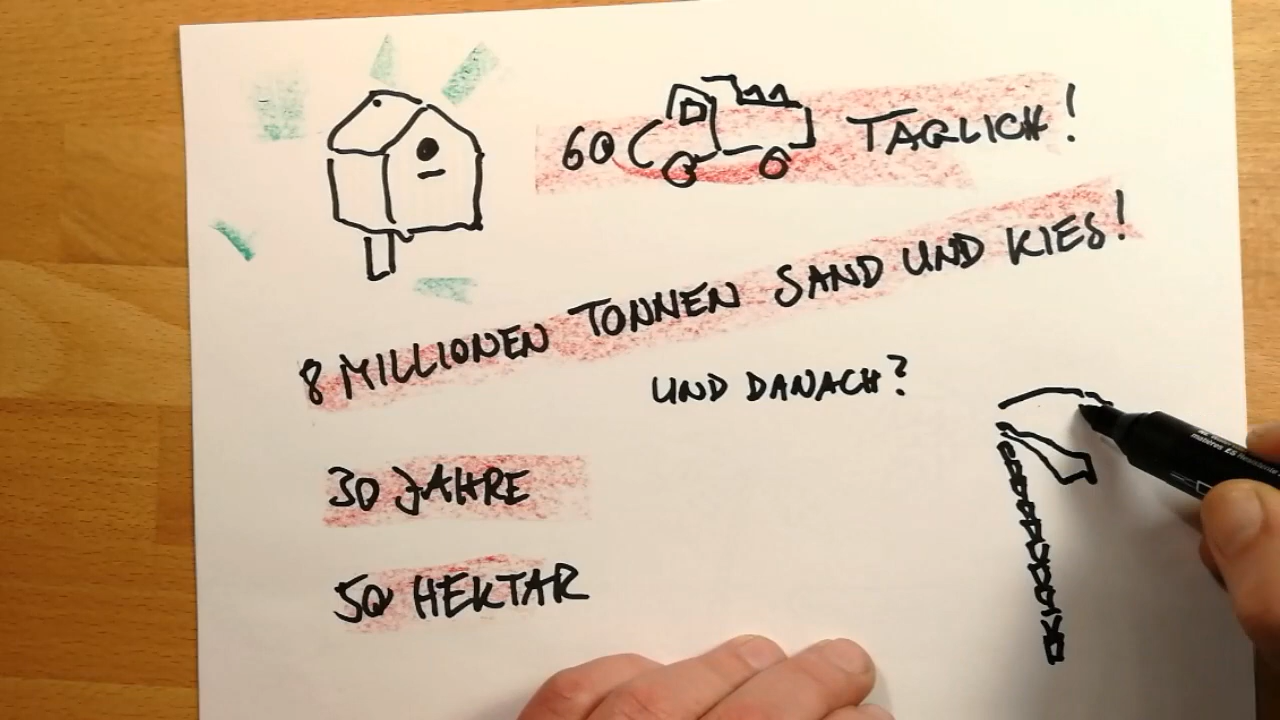 60 TÄGLICH!
8 MILLIONEN TONNEN SAND UND KIES!
UND DANACH?
30 JAHRE
50 HEKTAR